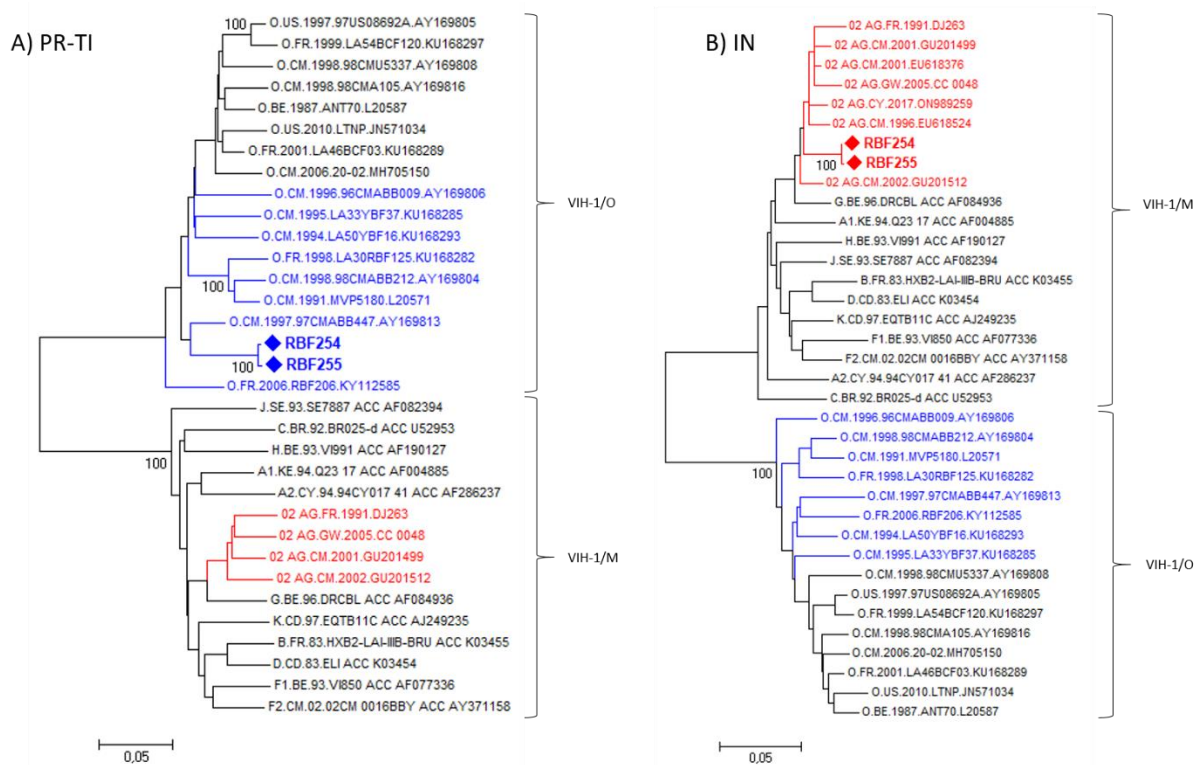 A) PR-TI
100
O.US.1997.97US08692A.AY169805
O.FR.1999.LA54BCF120.KU168297
O.CM.1998.98CMU5337.AY169808
O.CM.1998.98CMA105.AY169816
O.BE.1987.ANT70.L20587
O.US.2010.LTNP.JN571034
O.FR.2001.LA46BCF03.KU168289
O.CM.2006.20-02.MH705150
O.CM.1996.96CMABB009.AY169806
O.CM.1995.LA33YBF37.KU168285
O.CM.1994.LA50YBF16.KU168293
O.FR.1998.LA30RBF125.KU168282
O.CM.1998.98CMABB212.AY169804
100
O.CM.1991.MVP5180.L20571
O.CM.1997.97CMABB447.AY169813
RBF254
100
RBF255
O.FR.2006.RBF206.KY112585
VIH-1/O
J.SE.93.SE7887 ACC AF082394
C.BR.92.BR025-d ACC U52953
H.BE.93.VI991 ACC AF190127
100
A1.KE.94.Q23 17 ACC AF004885
A2.CY.94.94CY017 41 ACC AF286237
02 AG.FR.1991.DJ263
02 AG.GW.2005.CC 0048
02 AG.CM.2001.GU201499
02 AG.CM.2002.GU201512
G.BE.96.DRCBL ACC AF084936
K.CD.97.EQTB11C ACC AJ249235
B.FR.83.HXB2-LAI-IIIB-BRU ACC K03455
D.CD.83.ELI ACC K03454
F1.BE.93.VI850 ACC AF077336
F2.CM.02.02CM 0016BBY ACC AY371158
VIH-1/M
0,05
B) IN
02 AG.FR.1991.DJ263
02 AG.CM.2001.GU201499
02 AG.CM.2001.EU618376
02 AG.GW.2005.CC 0048
02 AG.CY.2017.ON989259
02 AG.CM.1996.EU618524
RBF254
100
RBF255
02 AG.CM.2002.GU201512
G.BE.96.DRCBL ACC AF084936
A1.KE.94.Q23 17 ACC AF004885
H.BE.93.VI991 ACC AF190127
J.SE.93.SE7887 ACC AF082394
B.FR.83.HXB2-LAI-IIIB-BRU ACC K03455
D.CD.83.ELI ACC K03454
K.CD.97.EQTB11C ACC AJ249235
F1.BE.93.VI850 ACC AF077336
F2.CM.02.02CM 0016BBY ACC AY371158
A2.CY.94.94CY017 41 ACC AF286237
C.BR.92.BR025-d ACC U52953
VIH-1/M
O.CM.1996.96CMABB009.AY169806
O.CM.1998.98CMABB212.AY169804
O.CM.1991.MVP5180.L20571
100
O.FR.1998.LA30RBF125.KU168282
O.CM.1997.97CMABB447.AY169813
O.FR.2006.RBF206.KY112585
O.CM.1994.LA50YBF16.KU168293
O.CM.1995.LA33YBF37.KU168285
O.CM.1998.98CMU5337.AY169808
O.US.1997.97US08692A.AY169805
O.FR.1999.LA54BCF120.KU168297
O.CM.1998.98CMA105.AY169816
O.CM.2006.20-02.MH705150
O.FR.2001.LA46BCF03.KU168289
O.US.2010.LTNP.JN571034
O.BE.1987.ANT70.L20587
VIH-1/O
0,05